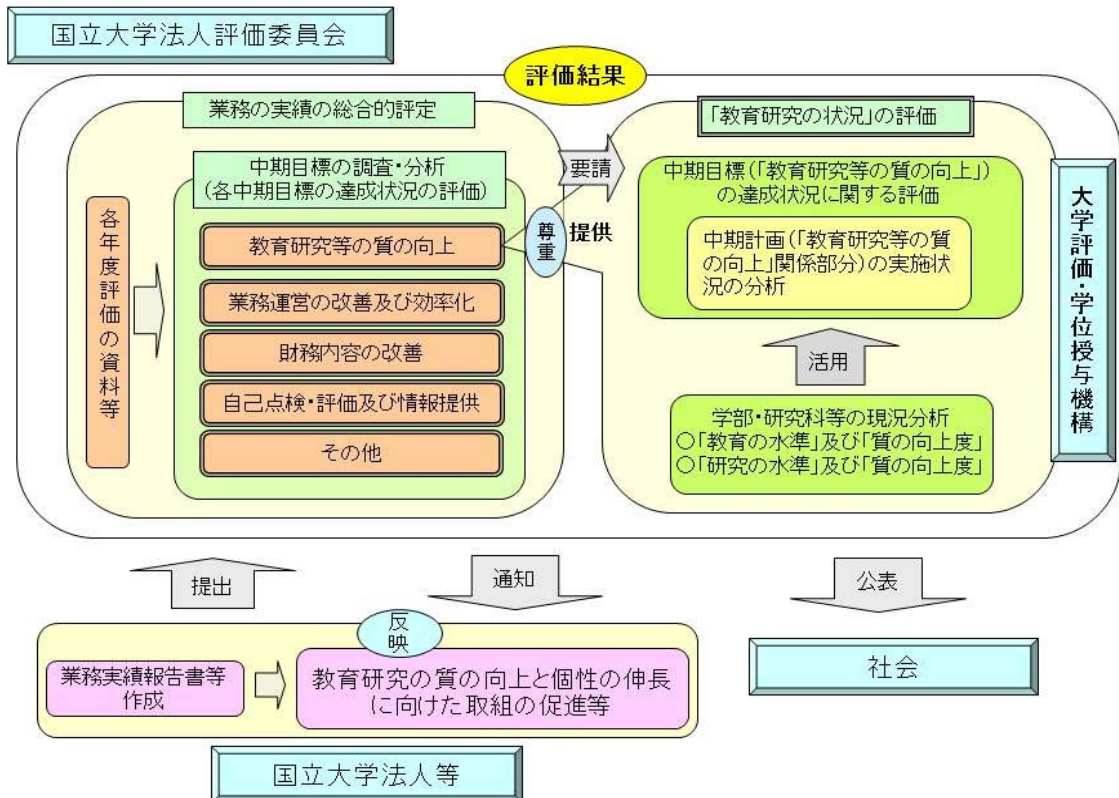 国立大学法人評価委員会
評価結果
業務の実績の総合的評定
中期目標の調査・分析
(各中期目標の達成状況の評価)
各年度評価の資料等
教育研究等の質の向上
業務運営の改善及び効率化
財務内容の改善
自己点検・評価及び情報提供
その他
要請
尊重
提供
「教育研究の状況」の評価
中期目標(「教育研究等の質の向上」)
の達成状況に関する評価
中期計画(「教育研究等の質
の向上」関係部分)の実施状
況の分析
活用
学部・研究科等の現況分析
○「教育の水準」及び「質の向上度」
○「研究の水準」及び「質の向上度」
大学評価・学位授与機構
提出
通知
公表
反映
業務実績報告書等
作成
教育研究の質の向上と個性の伸長
に向けた取組の促進等
社会
国立大学法人等